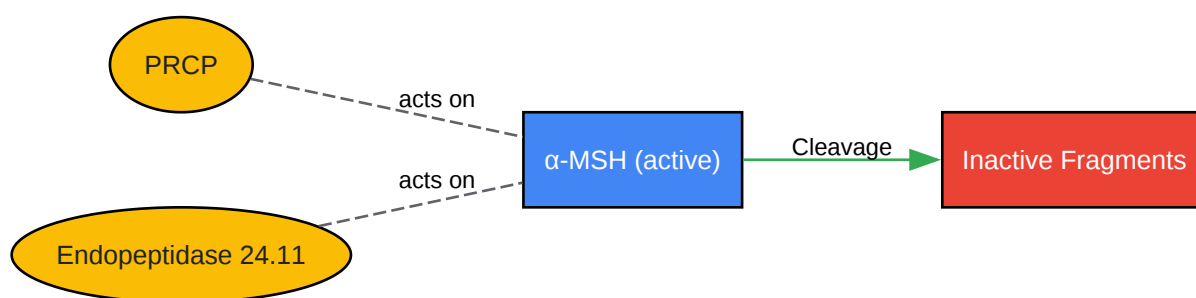 PRCP
acts on
α-MSH (active)
Cleavage
Inactive Fragments
acts on
Endopeptidase 24.11